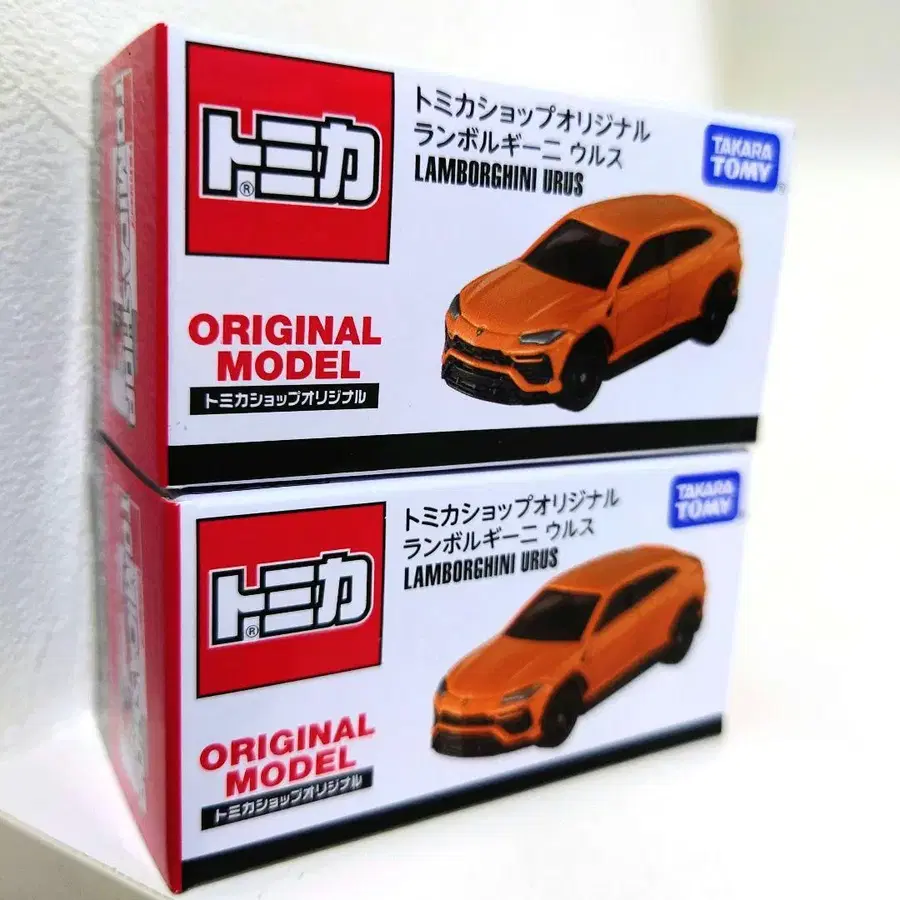 トミカショップオリジナル
ランボルギーニ ウルス
LAMBORGHINI URUS
TAKARA
TOMY
トミカ
®
ORIGINAL
MODEL
トミカショップオリジナル
TOMICA SHOP
トミカショップオリジナル
ランボルギーニ ウルス
LAMBORGHINI URUS
TAKARA
TOMY
トミカ
®
ORIGINAL
MODEL
トミカショップオリジナル